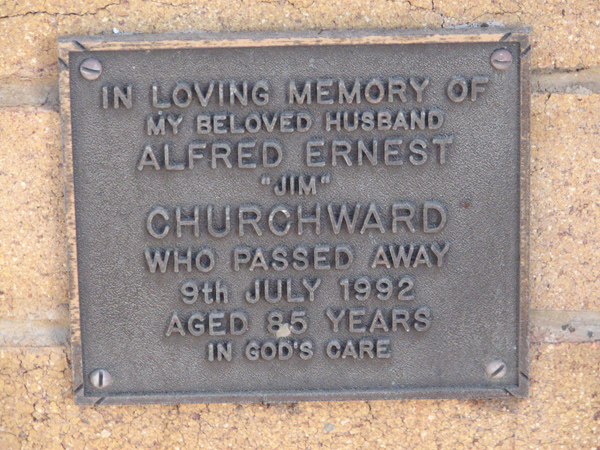 IN LOVING MEMORY OF
MY BELOVED HUSBAND
ALFRED ERNEST
"JIM"
CHURCHWARD
WHO PASSED AWAY
9th JULY 1992
AGED 85 YEARS
IN GOD'S CARE